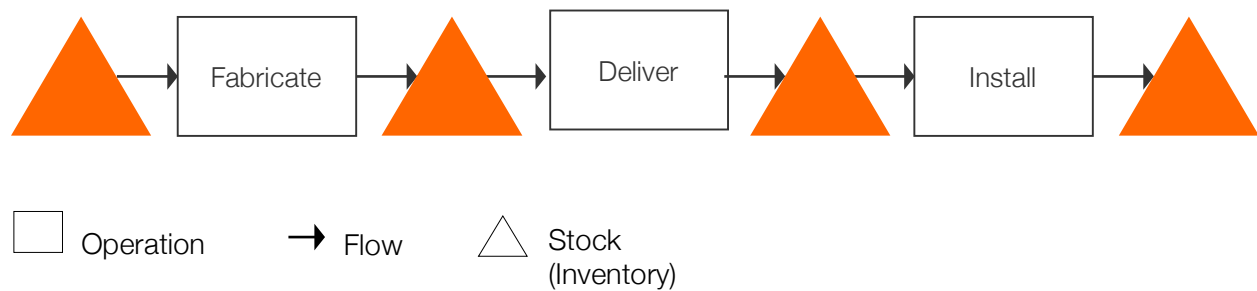 Fabricate
Deliver
Install
Operation
Flow
Stock
(Inventory)